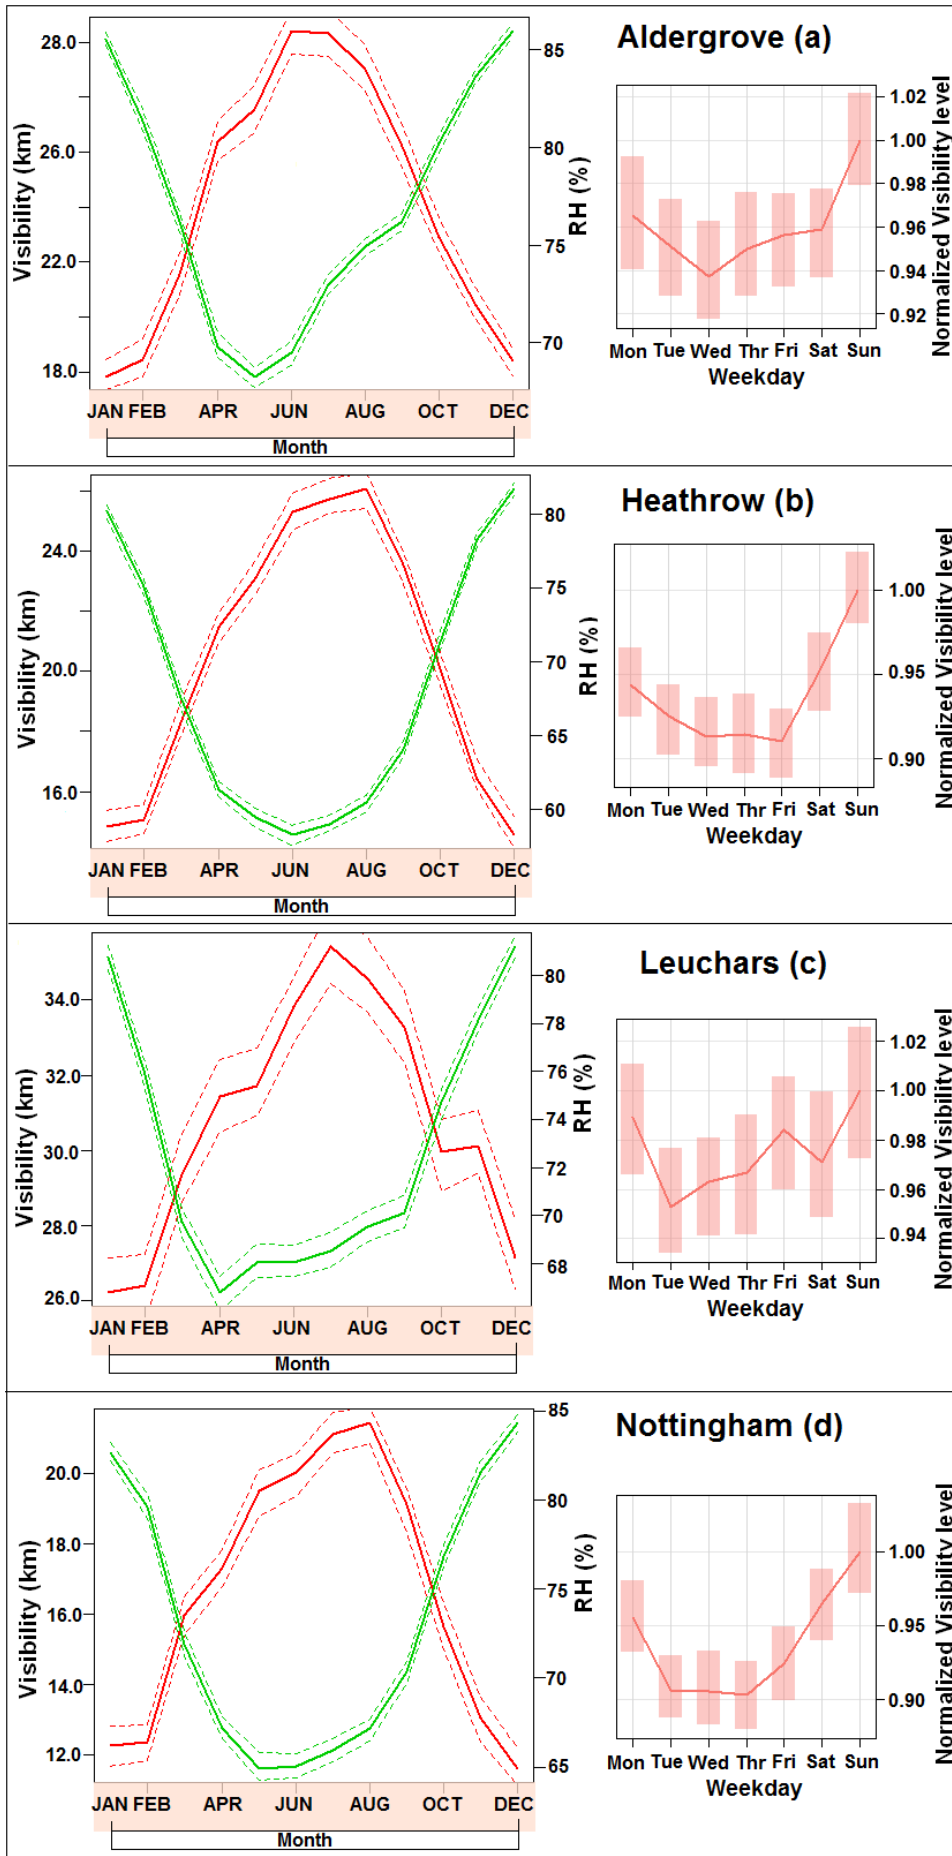 Aldergrove (a)
Visibility (km)
28.0
26.0
22.0
18.0
RH (%)
85
80
75
70
JAN FEB APR JUN AUG OCT DEC
Month
Normalized Visibility level
1.02
1.00
0.98
0.96
0.94
0.92
Mon Tue Wed Thr Fri Sat Sun
Weekday
Heathrow (b)
Visibility (km)
24.0
20.0
16.0
RH (%)
80
75
70
65
60
JAN FEB APR JUN AUG OCT DEC
Month
Normalized Visibility level
1.00
0.95
0.90
Mon Tue Wed Thr Fri Sat Sun
Weekday
Leuchars (c)
Visibility (km)
34.0
32.0
30.0
28.0
26.0
RH (%)
80
78
76
74
72
70
68
JAN FEB APR JUN AUG OCT DEC
Month
Normalized Visibility level
1.02
1.00
0.98
0.96
0.94
Mon Tue Wed Thr Fri Sat Sun
Weekday
Nottingham (d)
Visibility (km)
20.0
18.0
16.0
14.0
12.0
RH (%)
85
80
75
70
65
JAN FEB APR JUN AUG OCT DEC
Month
Normalized Visibility level
1.00
0.95
0.90
Mon Tue Wed Thr Fri Sat Sun
Weekday